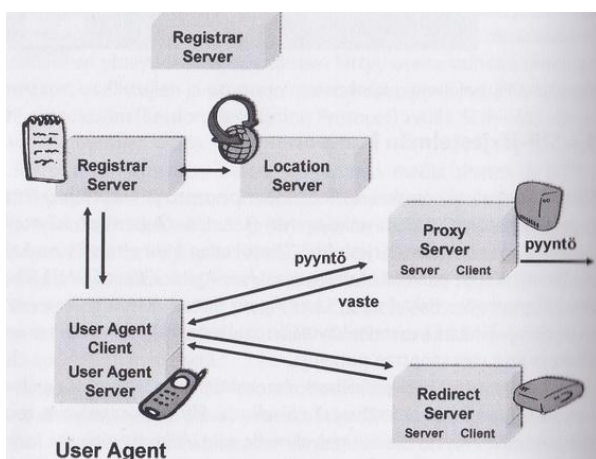 Registrar
Server
Registrar
Server
Location
Server
Proxy
Server
Server Client
pyyntö
pyyntö
vaste
User Agent
Client
User Agent
Server
Redirect
Server
Server Client
User Agent